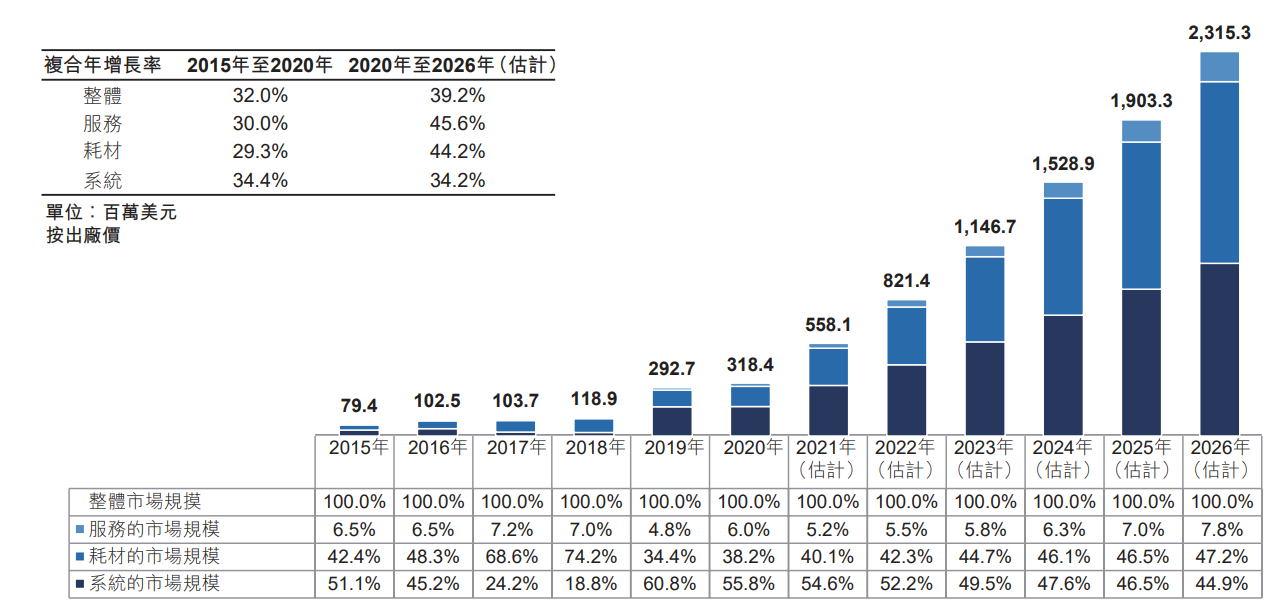 複合年增長率 2015年至2020年 2020年至2026年(估計)
整體 32.0% 39.2%
服務 30.0% 45.6%
耗材 29.3% 44.2%
系統 34.4% 34.2%
單位：百萬美元
按出廠價
79.4 102.5 103.7 118.9 292.7 318.4 558.1 821.4 1,146.7 1,528.9 1,903.3 2,315.3
2015年 2016年 2017年 2018年 2019年 2020年 2021年 2022年 2023年 2024年 2025年 2026年
(估計) (估計) (估計) (估計) (估計) (估計)
整體市場規摸 100.0% 100.0% 100.0% 100.0% 100.0% 100.0% 100.0% 100.0% 100.0% 100.0% 100.0% 100.0%
服務的市場規模 6.5% 6.5% 7.2% 7.0% 4.8% 6.0% 5.2% 5.5% 5.8% 6.3% 7.0% 7.8%
耗材的市場規模 42.4% 48.3% 68.6% 74.2% 34.4% 38.2% 40.1% 42.3% 44.7% 46.1% 46.5% 47.2%
系統的市場規模 51.1% 45.2% 24.2% 18.8% 60.8% 55.8% 54.6% 52.2% 49.5% 47.6% 46.5% 44.9%